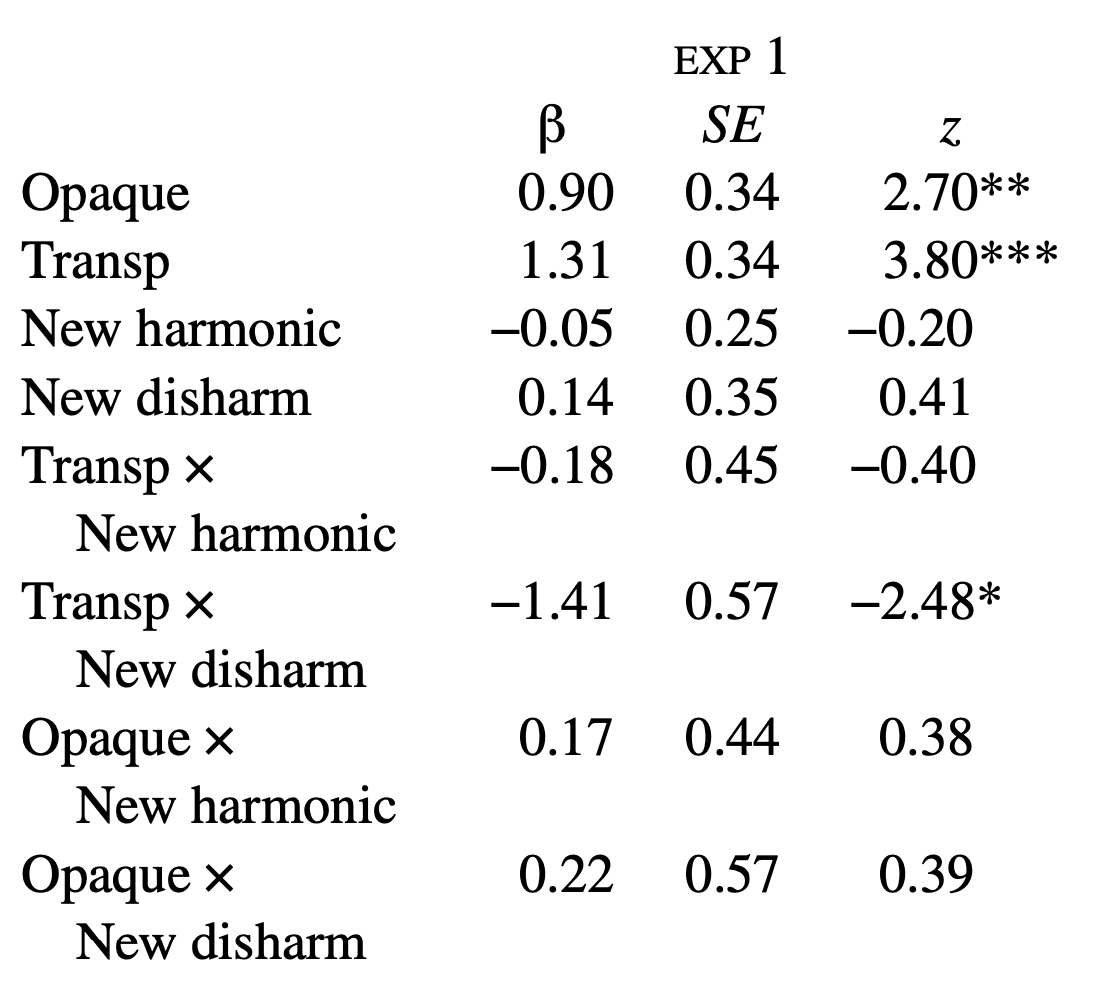 EXP 1
β SE z
Opaque 0.90 0.34 2.70**
Transp 1.31 0.34 3.80***
New harmonic −0.05 0.25 −0.20
New disharm 0.14 0.35 0.41
Transp × −0.18 0.45 −0.40
New harmonic
Transp × −1.41 0.57 −2.48*
New disharm
Opaque × 0.17 0.44 0.38
New harmonic
Opaque × 0.22 0.57 0.39
New disharm